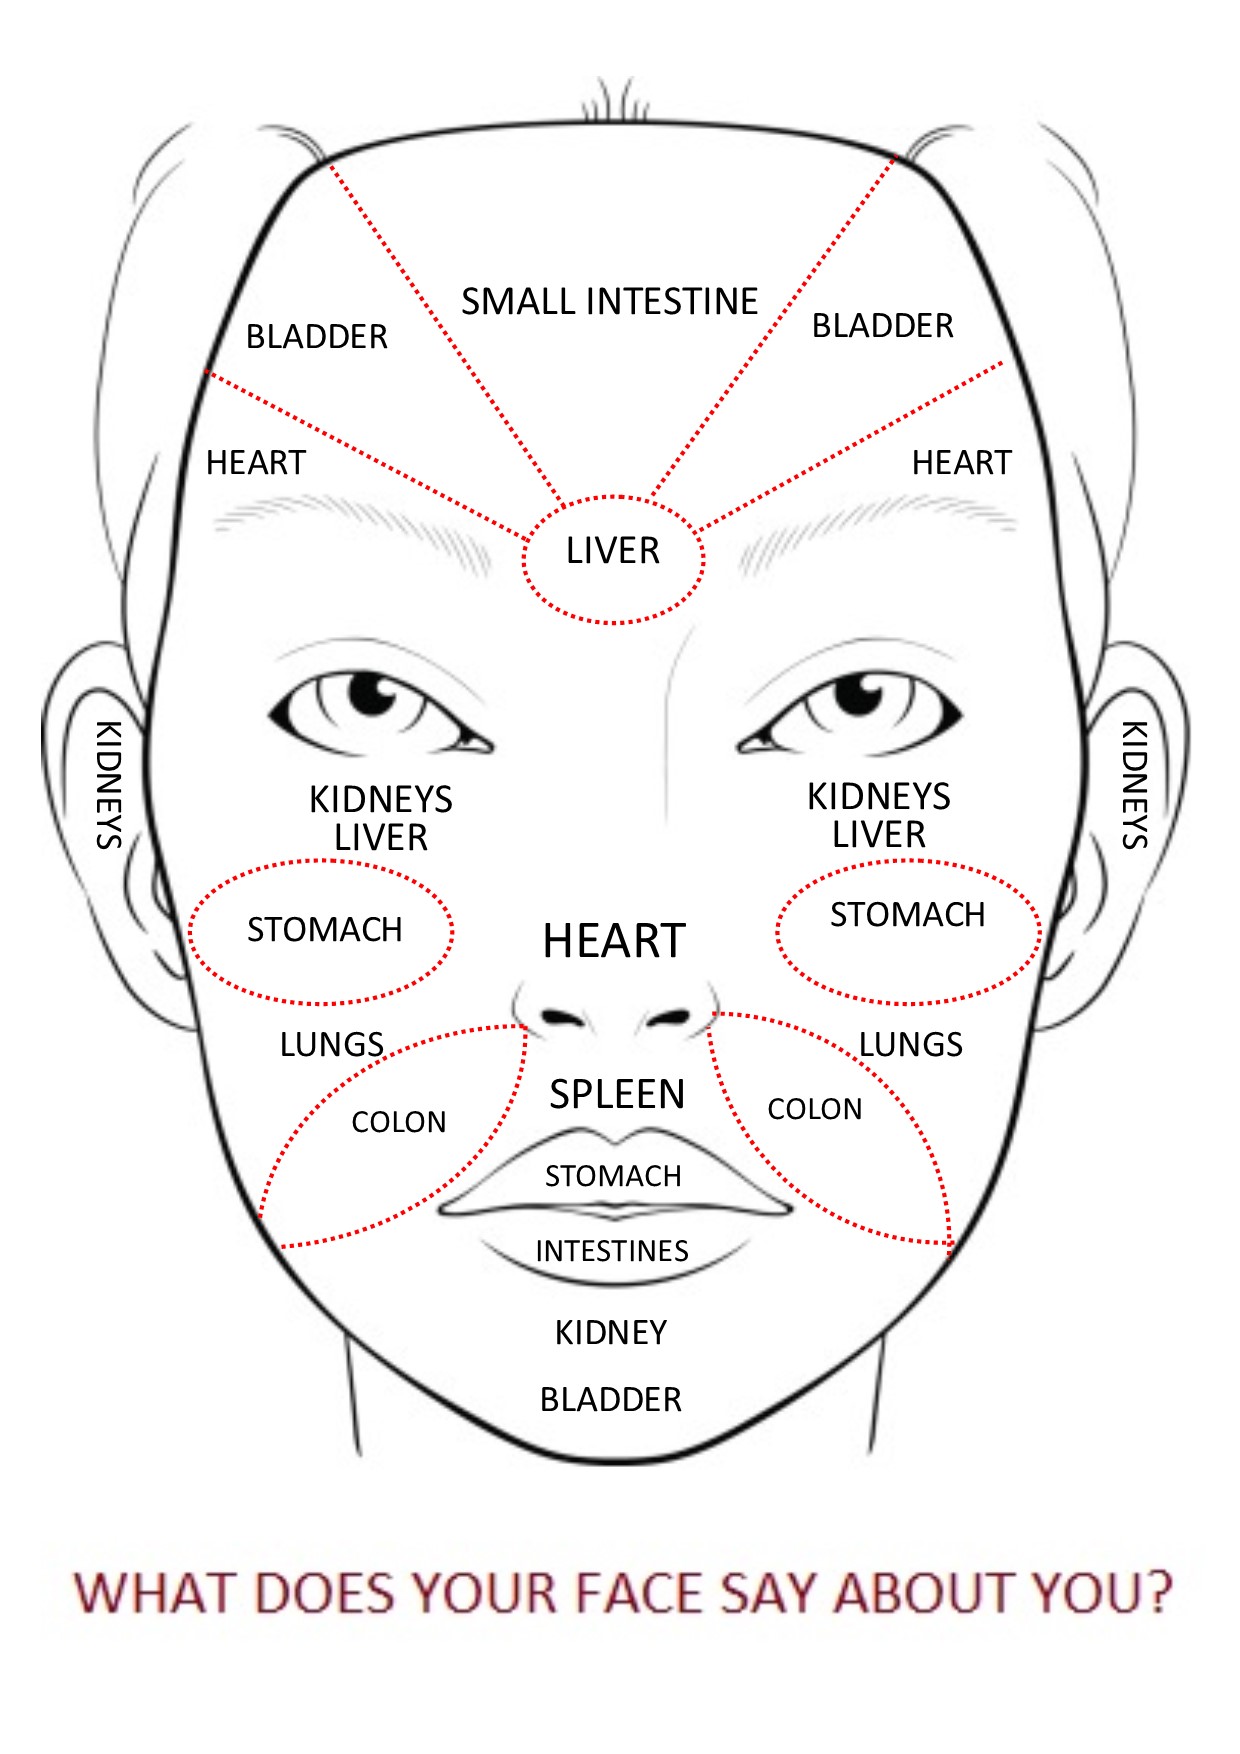 SMALL INTESTINE
BLADDER
BLADDER
HEART
HEART
LIVER
KIDNEYS
KIDNEYS
KIDNEYS
LIVER
KIDNEYS
LIVER
STOMACH
STOMACH
HEART
LUNGS
LUNGS
COLON
SPLEEN
COLON
STOMACH
INTESTINES
KIDNEY
BLADDER
WHAT DOES YOUR FACE SAY ABOUT YOU?